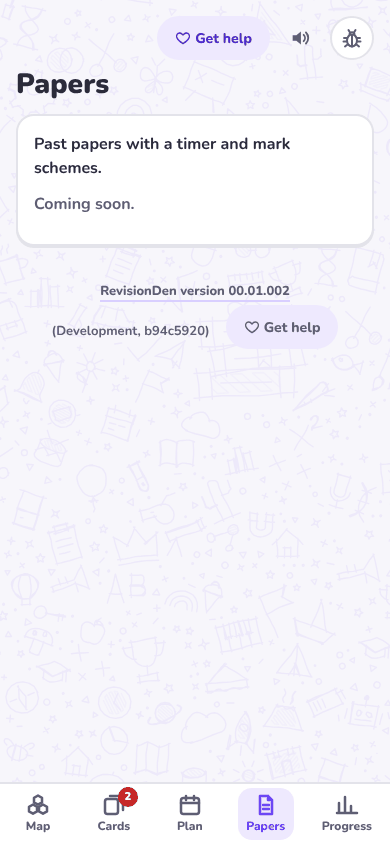 Get help
Papers
Past papers with a timer and mark
schemes.
Coming soon.
RevisionDen version 00.01.002
(Development, b94c5920)
Get help
2
Map
Cards
Plan
Papers
Progress